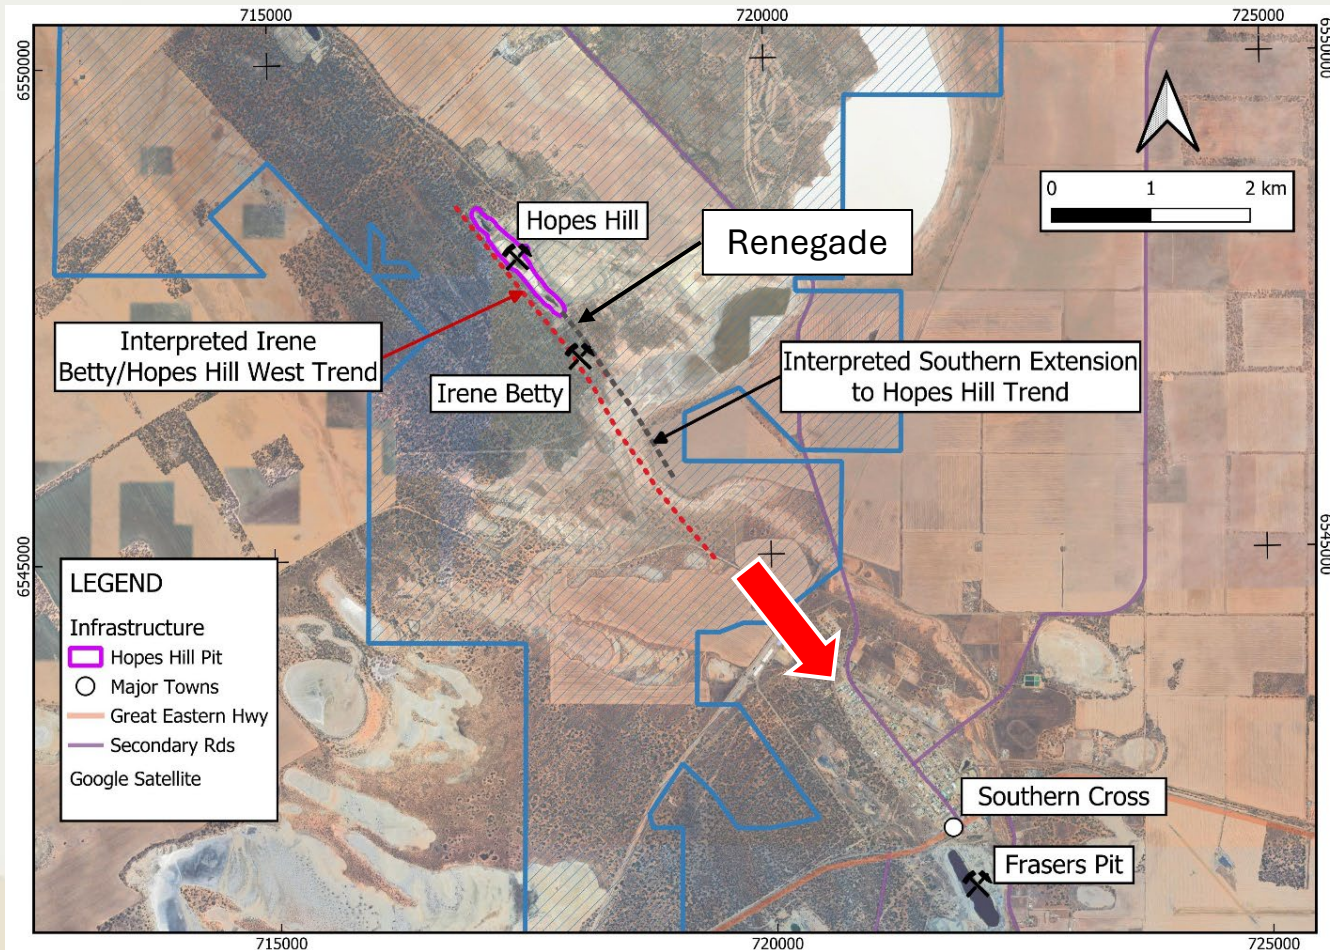 715000
720000
725000
6550000
6550000
0
1
2 km
Hopes Hill
Renegade
Interpreted Irene
Betty/Hopes Hill West Trend
Interpreted Southern Extension
to Hopes Hill Trend
Irene Betty
6545000
6545000
LEGEND
Infrastructure
Hopes Hill Pit
Major Towns
Great Eastern Hwy
Secondary Rds
Google Satellite
Southern Cross
Frasers Pit
715000
720000
725000